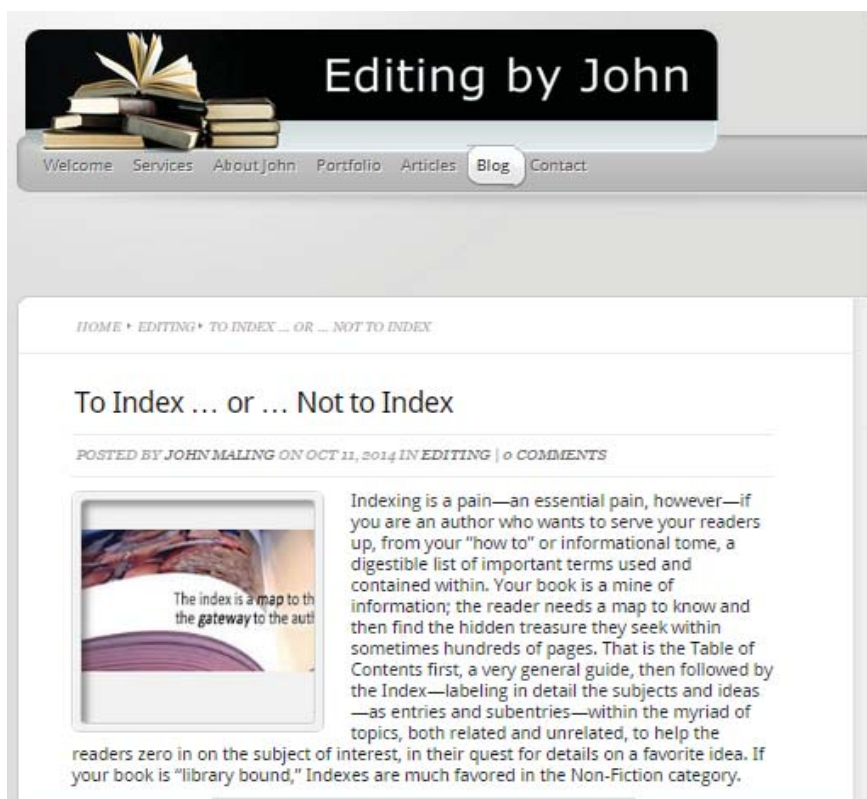 Editing by John
Welcome Services About John Portfolio Articles Blog Contact
HOME ▸ EDITING ▸ TO INDEX ... OR ... NOT TO INDEX
To Index … or … Not to Index
POSTED BY JOHN MALING ON OCT 11, 2014 IN EDITING | 0 COMMENTS
The index is a map to th
the gateway to the auth
Indexing is a pain—an essential pain, however—if
you are an author who wants to serve your readers
up, from your "how to" or informational tome, a
digestible list of important terms used and
contained within. Your book is a mine of
information; the reader needs a map to know and
then find the hidden treasure they seek within
sometimes hundreds of pages. That is the Table of
Contents first, a very general guide, then followed by
the Index—labeling in detail the subjects and ideas
—as entries and subentries—within the myriad of
topics, both related and unrelated, to help the
readers zero in on the subject of interest, in their quest for details on a favorite idea. If
your book is “library bound,” Indexes are much favored in the Non-Fiction category.